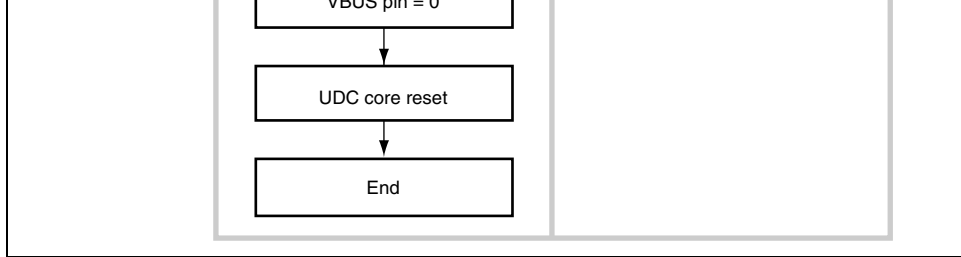 VBUS pin = 0
UDC core reset
End